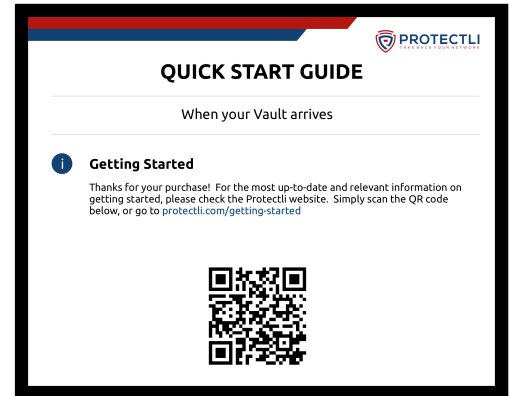 PROTECTLI
TAKE BACK YOUR NETWORK
QUICK START GUIDE
When your Vault arrives
i
Getting Started
Thanks for your purchase! For the most up-to-date and relevant information on
getting started, please check the Protectli website. Simply scan the QR code
below, or go to protectli.com/getting-started